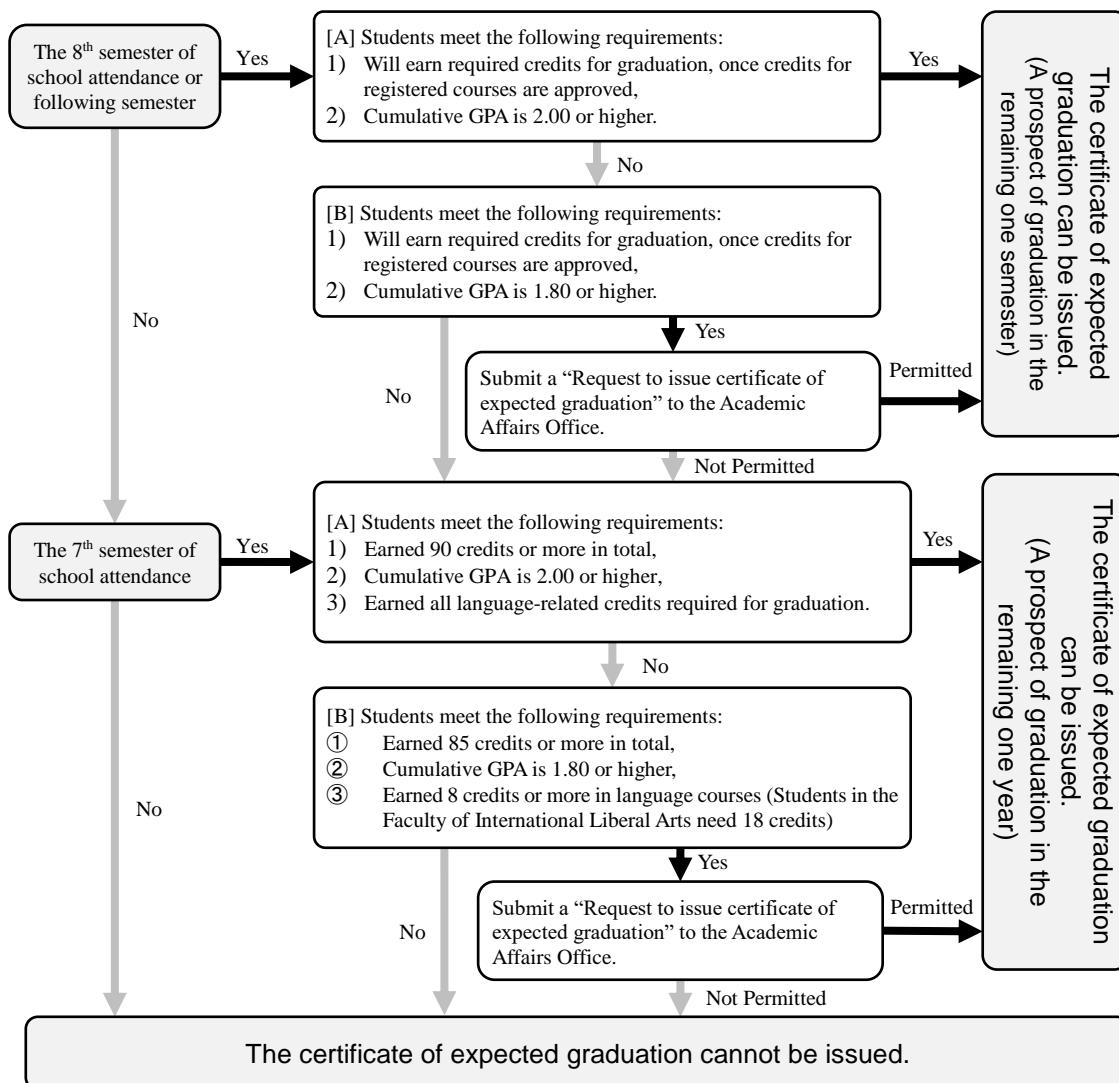 The 8th semester of
school attendance or
following semester
Yes
[A] Students meet the following requirements:
1) Will earn required credits for graduation, once credits for
registered courses are approved,
2) Cumulative GPA is 2.00 or higher.
Yes
The certificate of expected
graduation can be issued.
(A prospect of graduation in the
remaining one semester)
No
[B] Students meet the following requirements:
1) Will earn required credits for graduation, once credits for
registered courses are approved,
2) Cumulative GPA is 1.80 or higher.
No
Yes
No
Submit a “Request to issue certificate of
expected graduation” to the Academic
Affairs Office.
Permitted
Not Permitted
The 7th semester of
school attendance
Yes
[A] Students meet the following requirements:
1) Earned 90 credits or more in total,
2) Cumulative GPA is 2.00 or higher,
3) Earned all language-related credits required for graduation.
Yes
The certificate of expected graduation
can be issued.
(A prospect of graduation in the
remaining one year)
No
[B] Students meet the following requirements:
① Earned 85 credits or more in total,
② Cumulative GPA is 1.80 or higher,
③ Earned 8 credits or more in language courses (Students in the
Faculty of International Liberal Arts need 18 credits)
No
Yes
No
Submit a “Request to issue certificate of
expected graduation” to the Academic
Affairs Office.
Permitted
Not Permitted
The certificate of expected graduation cannot be issued.